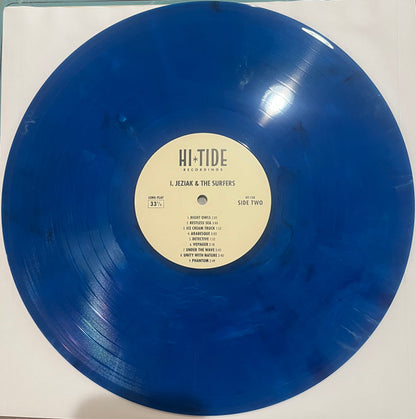 HI-TIDE
RECORDINGS
I. JEZIAK & THE SURFERS
LONG PLAY
33⅓
SIDE TWO
1. NIGHT OWLS
2. RESTLESS SEA
3. ICE CREAM TRUCK
4. ARABESQUE
5. DETECTIVE
6. VOYAGER
7. UNDER THE WAVE
8. UNITY WITH NATURE
9. PHANTOM